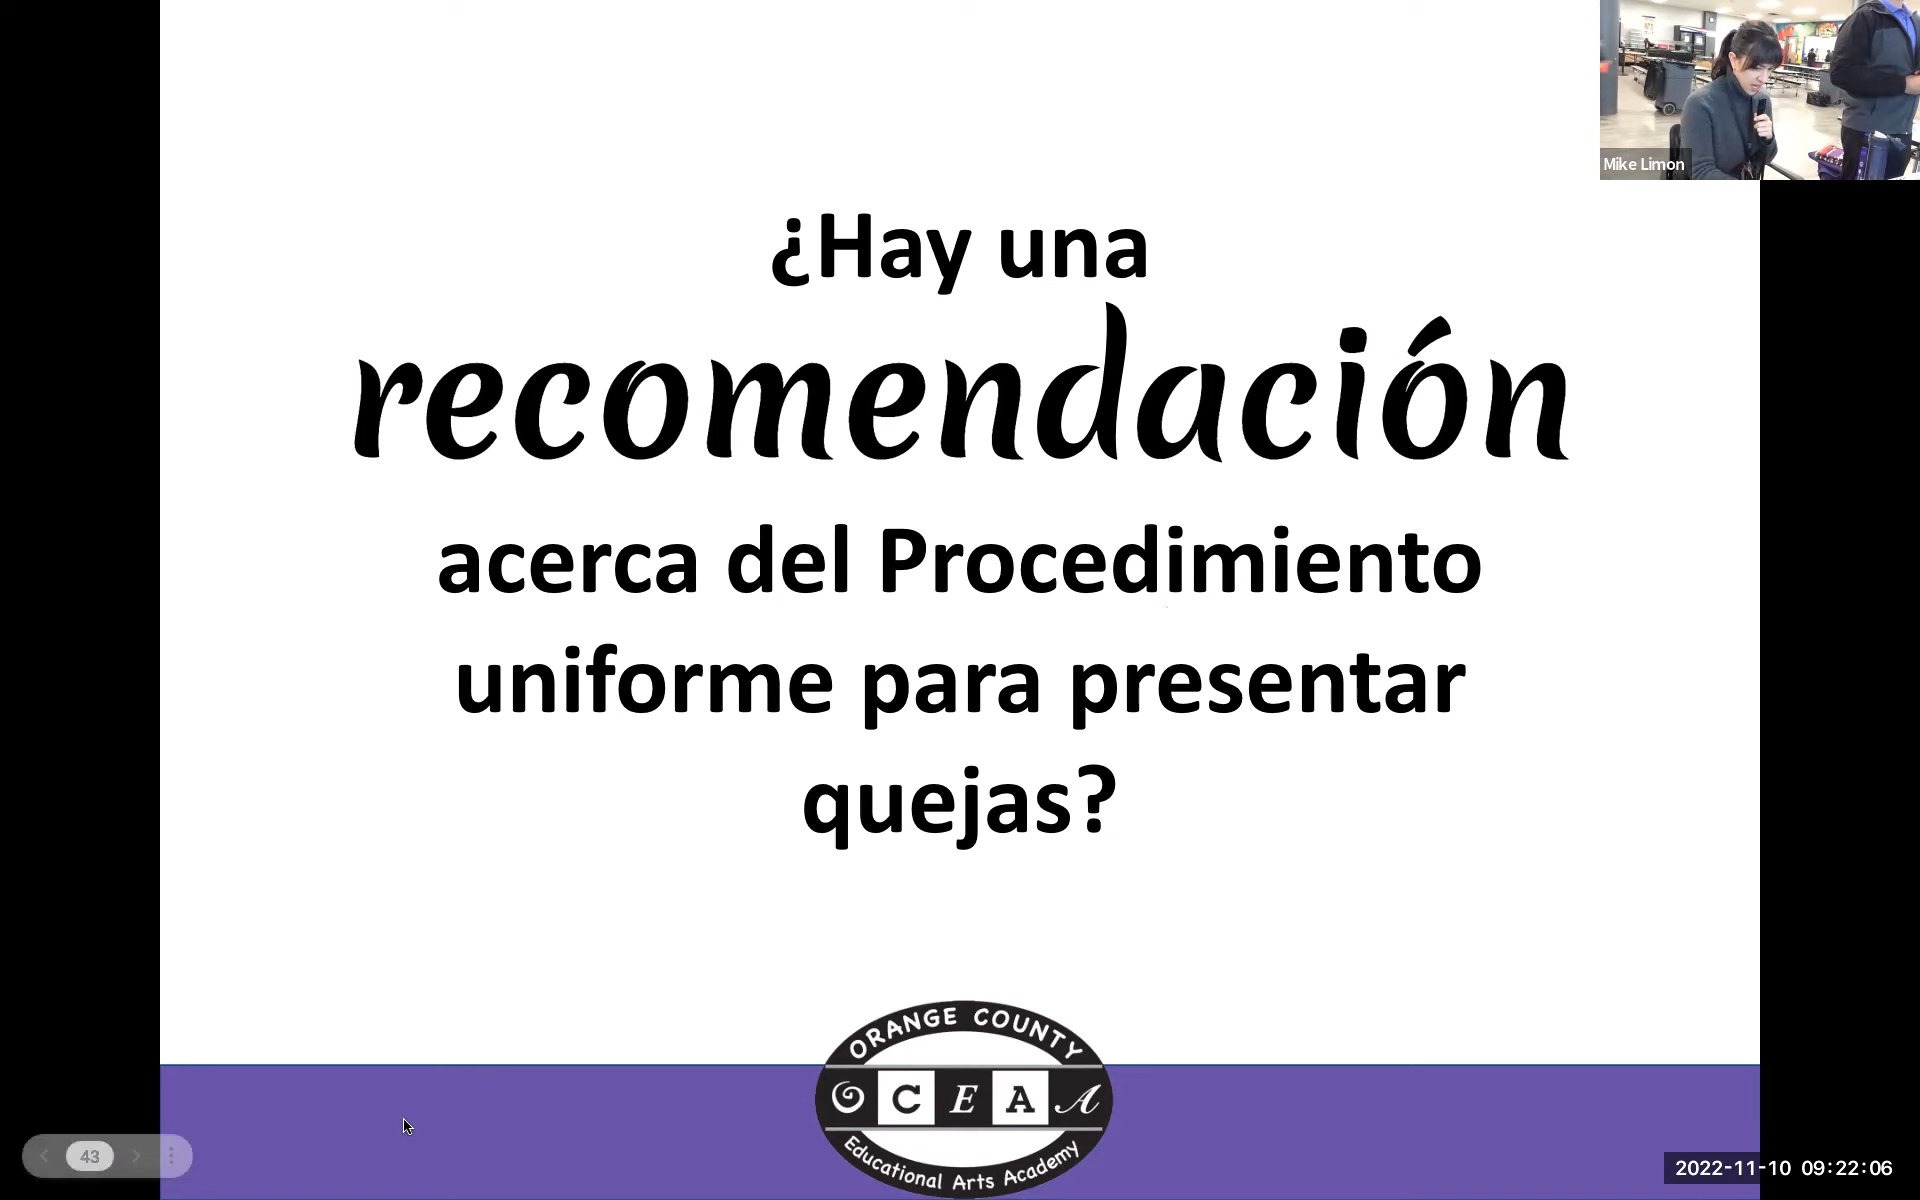 Mike Limon
¿Hay una
recomendación
acerca del Procedimiento
uniforme para presentar
quejas?
ORANGE COUNTY
O C E A A
Educational Arts Academy
43
2022-11-10 09:22:06